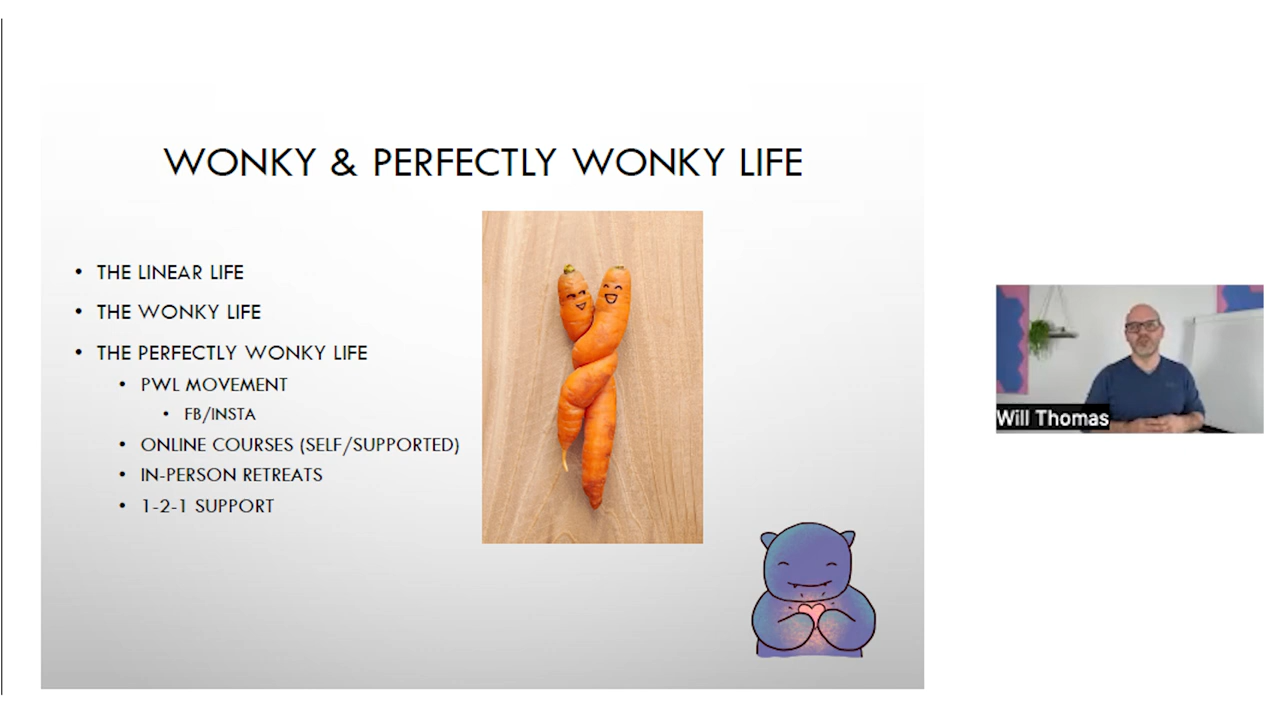 WONKY & PERFECTLY WONKY LIFE
• THE LINEAR LIFE
• THE WONKY LIFE
• THE PERFECTLY WONKY LIFE
• PWL MOVEMENT
• FB/INSTA
• ONLINE COURSES (SELF/SUPPORTED)
• IN-PERSON RETREATS
• 1-2-1 SUPPORT
Will Thomas